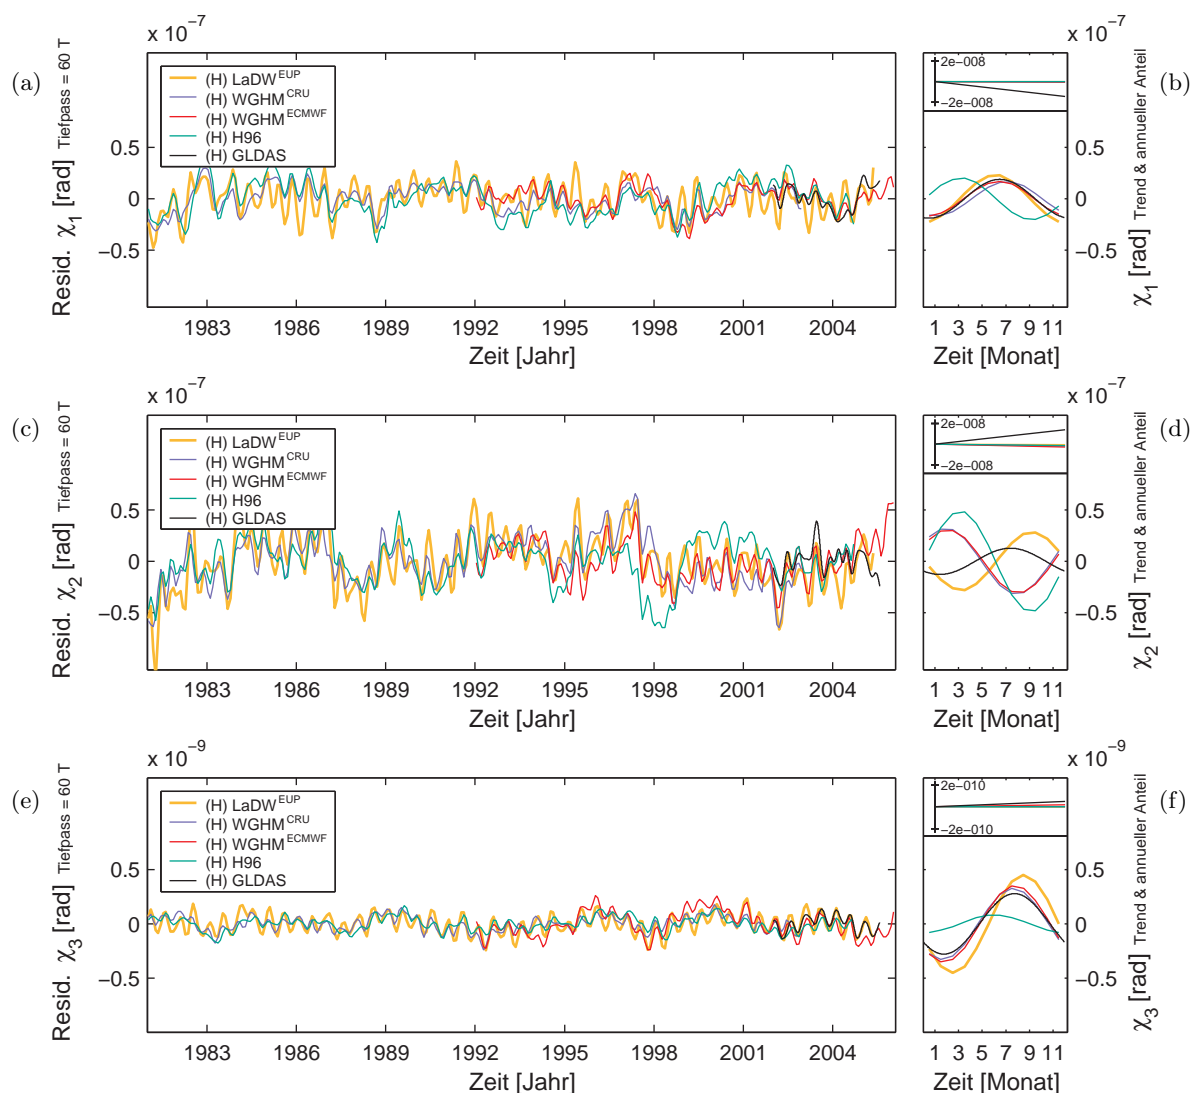 x 10⁻⁷
x 10⁻⁷
(a)
Resid. χ₁ [rad] Tiefpass = 60 T
(H) LaDW^EUP
(H) WGHM^CRU
(H) WGHM^ECMWF
(H) H96
(H) GLDAS
0.5
0
−0.5
1983 1986 1989 1992 1995 1998 2001 2004
Zeit [Jahr]
2e−008
−2e−008
0.5
0
−0.5
1 3 5 7 9 11
Zeit [Monat]
χ₁ [rad] Trend & annueller Anteil
(b)
x 10⁻⁷
x 10⁻⁷
(c)
Resid. χ₂ [rad] Tiefpass = 60 T
(H) LaDW^EUP
(H) WGHM^CRU
(H) WGHM^ECMWF
(H) H96
(H) GLDAS
0.5
0
−0.5
1983 1986 1989 1992 1995 1998 2001 2004
Zeit [Jahr]
2e−008
−2e−008
0.5
0
−0.5
1 3 5 7 9 11
Zeit [Monat]
χ₂ [rad] Trend & annueller Anteil
(d)
x 10⁻⁹
x 10⁻⁹
(e)
Resid. χ₃ [rad] Tiefpass = 60 T
(H) LaDW^EUP
(H) WGHM^CRU
(H) WGHM^ECMWF
(H) H96
(H) GLDAS
0.5
0
−0.5
1983 1986 1989 1992 1995 1998 2001 2004
Zeit [Jahr]
2e−010
−2e−010
0.5
0
−0.5
1 3 5 7 9 11
Zeit [Monat]
χ₃ [rad] Trend & annueller Anteil
(f)